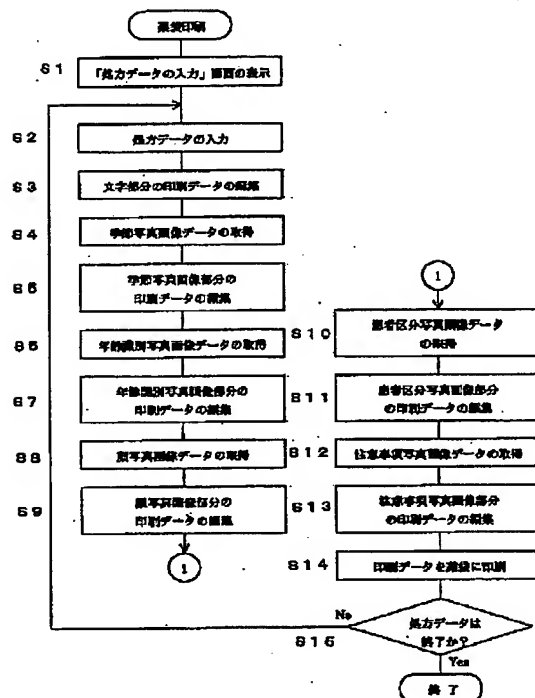 薬袋印刷
S1
「処方データの入力」画面の表示
S2
処方データの入力
S3
文字部分の印刷データの編集
S4
季節写真画像データの取得
S6
季節写真画像部分の
印刷データの編集
S5
年齢識別写真画像データの取得
S7
年齢識別写真画像部分の
印刷データの編集
S8
顔写真画像データの取得
S9
顔写真画像部分の
印刷データの編集
1
1
S10
患者区分写真画像データ
の取得
S11
患者区分写真画像部分
の印刷データの編集
S12
注意事項写真画像データの取得
S13
注意事項写真画像部分
の印刷データの編集
S14
印刷データを薬袋に印刷
No
処方データは
終了か?
S15
Yes
終了